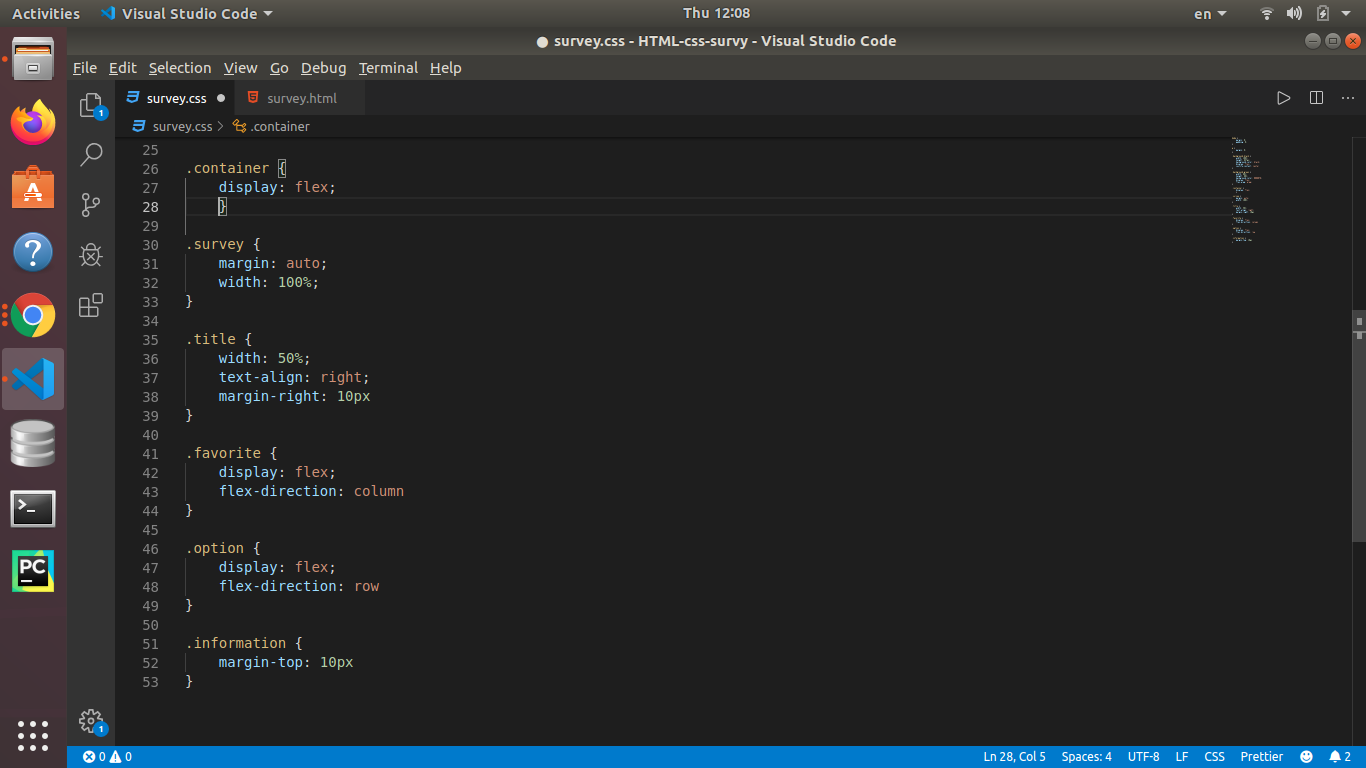 Activities Visual Studio Code Thu 12:08 en
● survey.css - HTML-css-survy - Visual Studio Code
File Edit Selection View Go Debug Terminal Help
survey.css survey.html
survey.css > .container
25
26 .container {
27 display: flex;
28 }
29
30 .survey {
31 margin: auto;
32 width: 100%;
33 }
34
35 .title {
36 width: 50%;
37 text-align: right;
38 margin-right: 10px
39 }
40
41 .favorite {
42 display: flex;
43 flex-direction: column
44 }
45
46 .option {
47 display: flex;
48 flex-direction: row
49 }
50
51 .information {
52 margin-top: 10px
53 }
1
1
PC
0 0 Ln 28, Col 5 Spaces: 4 UTF-8 LF CSS Prettier 2